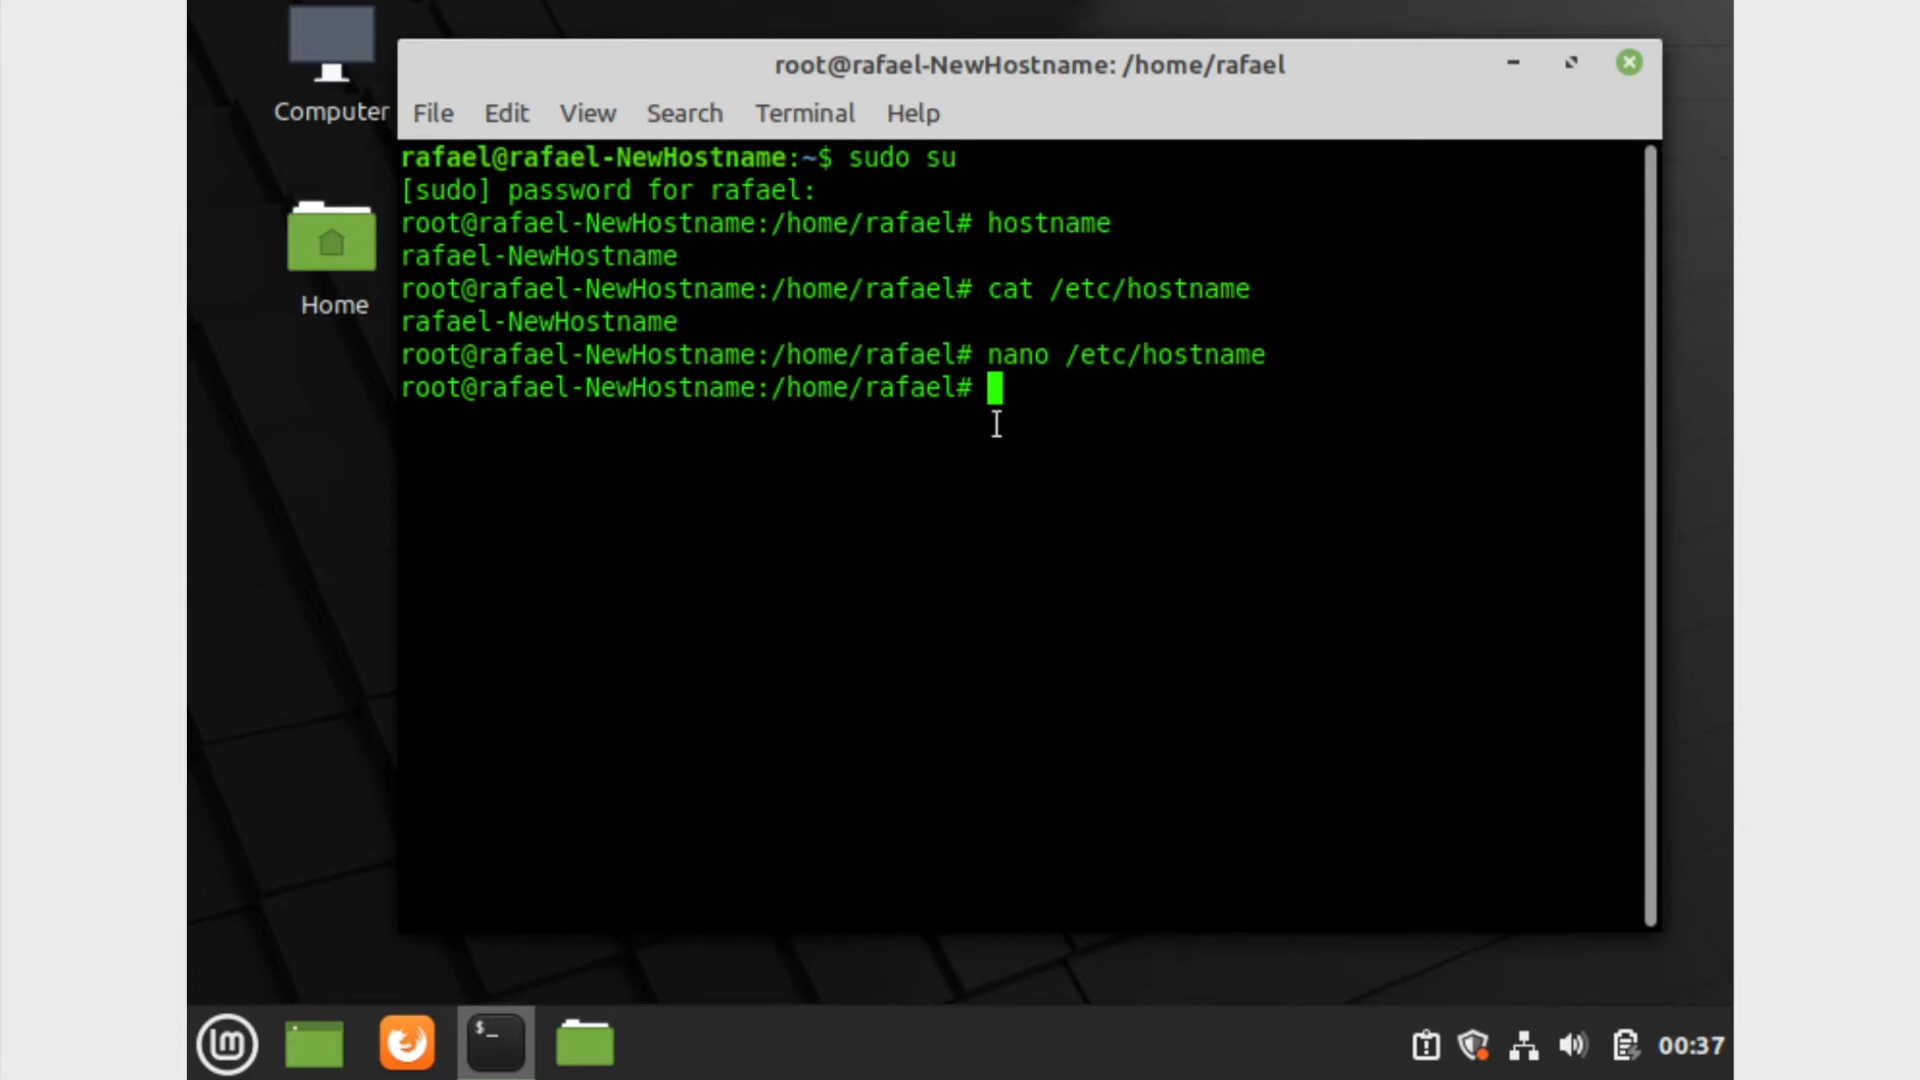 Computer
Home
root@rafael-NewHostname: /home/rafael
File Edit View Search Terminal Help
rafael@rafael-NewHostname:~$ sudo su
[sudo] password for rafael:
root@rafael-NewHostname:/home/rafael# hostname
rafael-NewHostname
root@rafael-NewHostname:/home/rafael# cat /etc/hostname
rafael-NewHostname
root@rafael-NewHostname:/home/rafael# nano /etc/hostname
root@rafael-NewHostname:/home/rafael#
$_
00:37